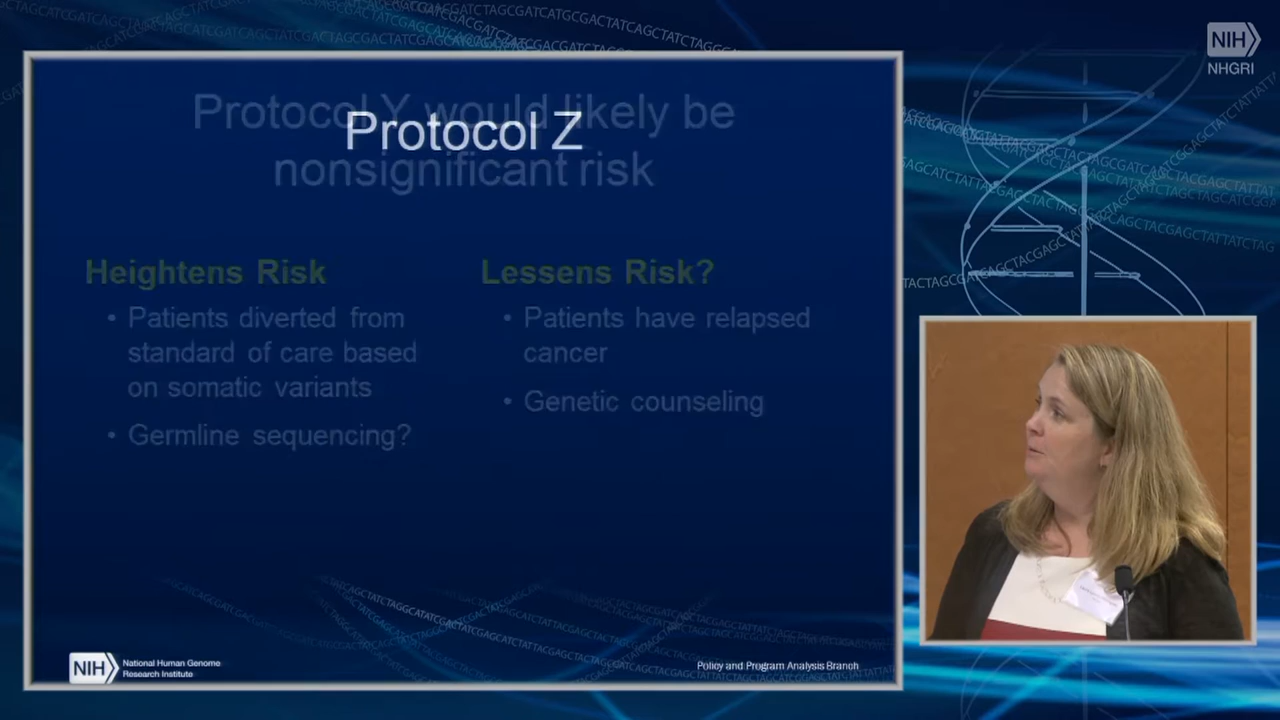 NIH
NHGRI
Protocol Y would likely be
nonsignificant risk
Protocol Z
Heightens Risk
• Patients diverted from
standard of care based
on somatic variants
• Germline sequencing?
Lessens Risk?
• Patients have relapsed
cancer
• Genetic counseling
NIH National Human Genome
Research Institute
Policy and Program Analysis Branch